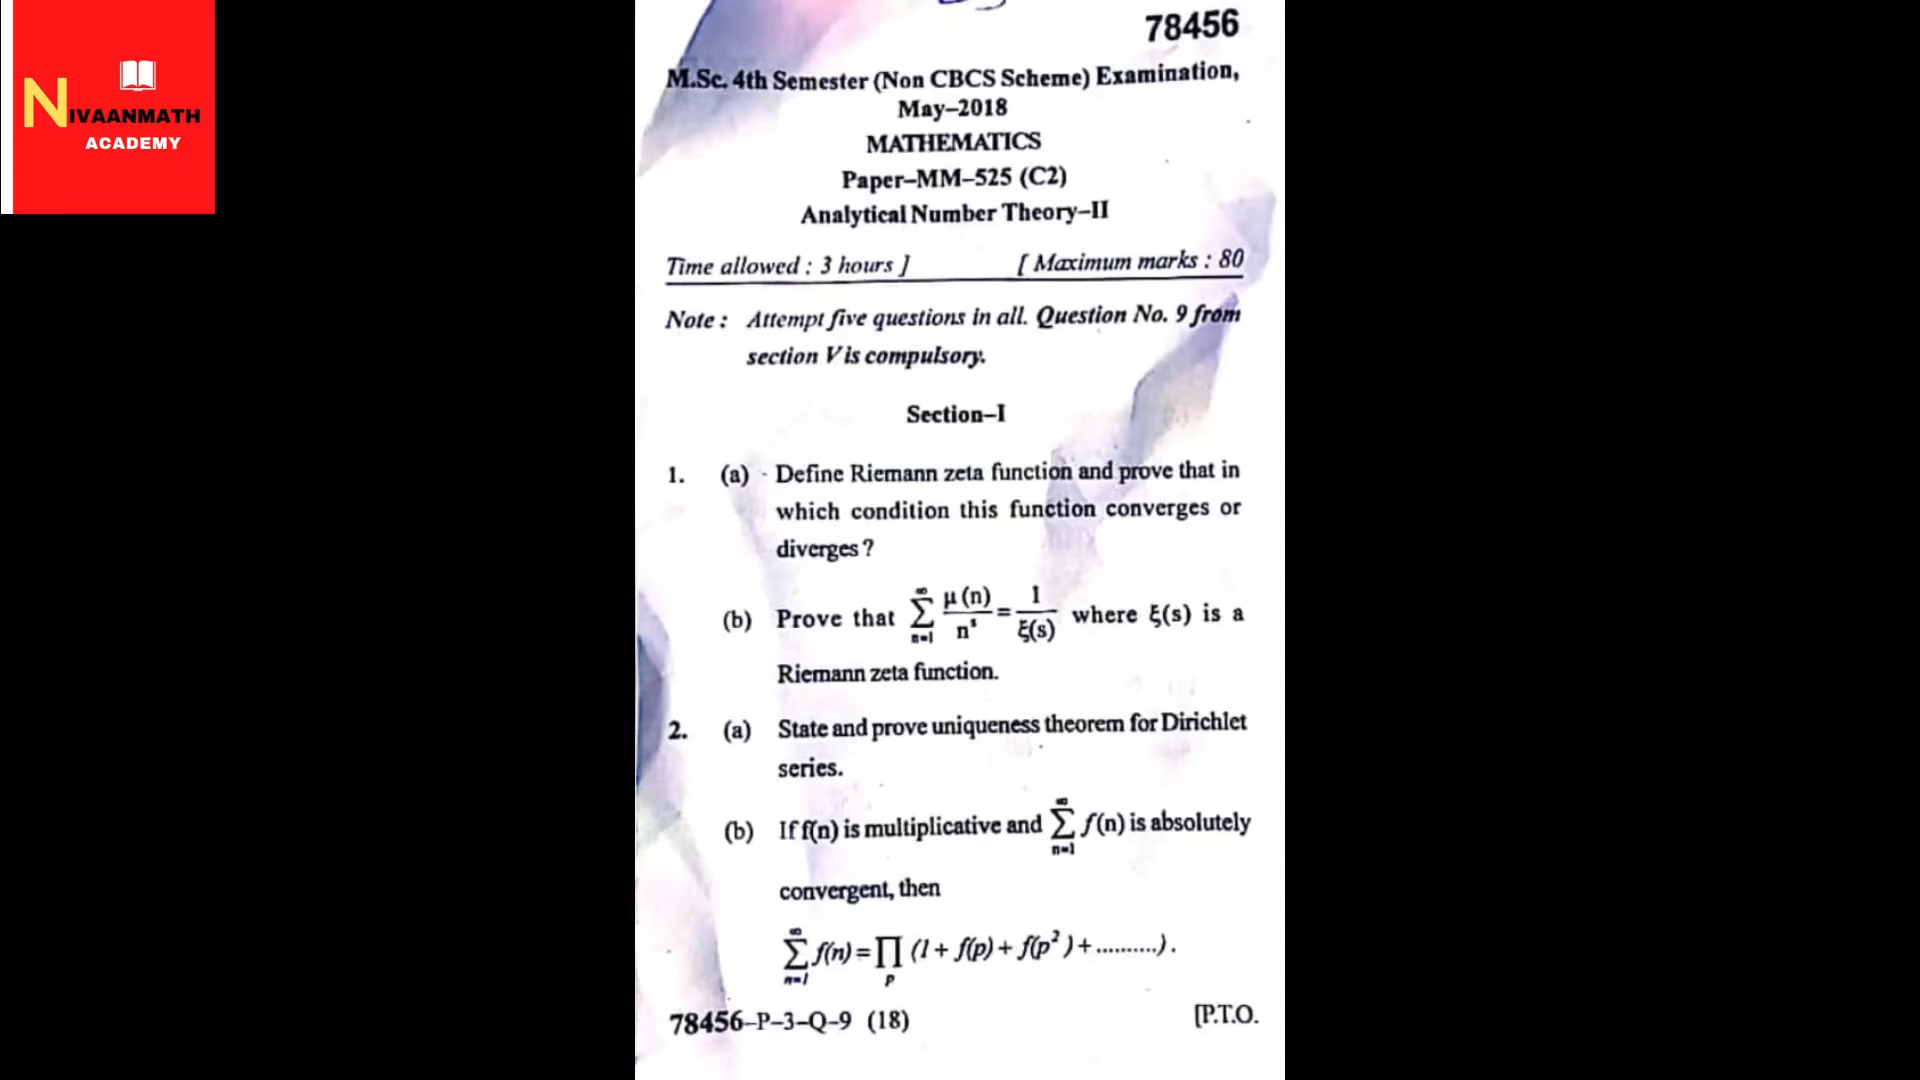 NIVAANMATH
ACADEMY
78456
M.Sc. 4th Semester (Non CBCS Scheme) Examination,
May–2018
MATHEMATICS
Paper–MM–525 (C2)
Analytical Number Theory–II
Time allowed : 3 hours ] [ Maximum marks : 80
Note : Attempt five questions in all. Question No. 9 from
section V is compulsory.
Section–I
1. (a) Define Riemann zeta function and prove that in
which condition this function converges or
diverges ?
(b) Prove that ∑_{n=1}^{∞} μ(n)/n^s = 1/ξ(s) where ξ(s) is a
Riemann zeta function.
2. (a) State and prove uniqueness theorem for Dirichlet
series.
(b) If f(n) is multiplicative and ∑_{n=1}^{∞} f(n) is absolutely
convergent, then
∑_{n=1}^{∞} f(n) = ∏_p (1 + f(p) + f(p²) + ..........) .
78456–P–3–Q–9 (18) [P.T.O.